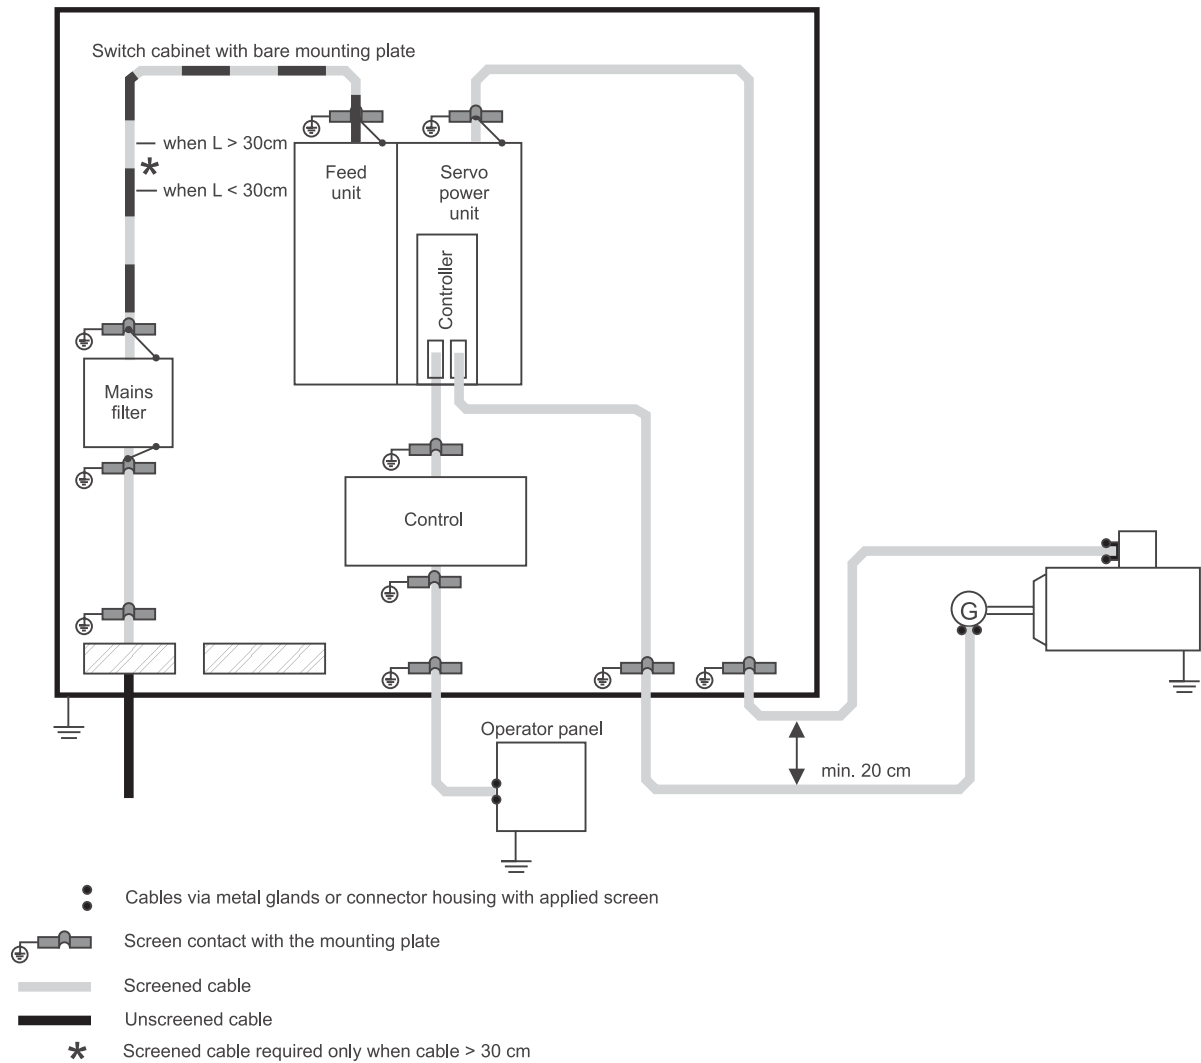 Switch cabinet with bare mounting plate
when L > 30cm
*
when L < 30cm
Feed
unit
Servo
power
unit
Controller
Mains
filter
Control
G
Operator panel
min. 20 cm
Cables via metal glands or connector housing with applied screen
Screen contact with the mounting plate
Screened cable
Unscreened cable
* Screened cable required only when cable > 30 cm